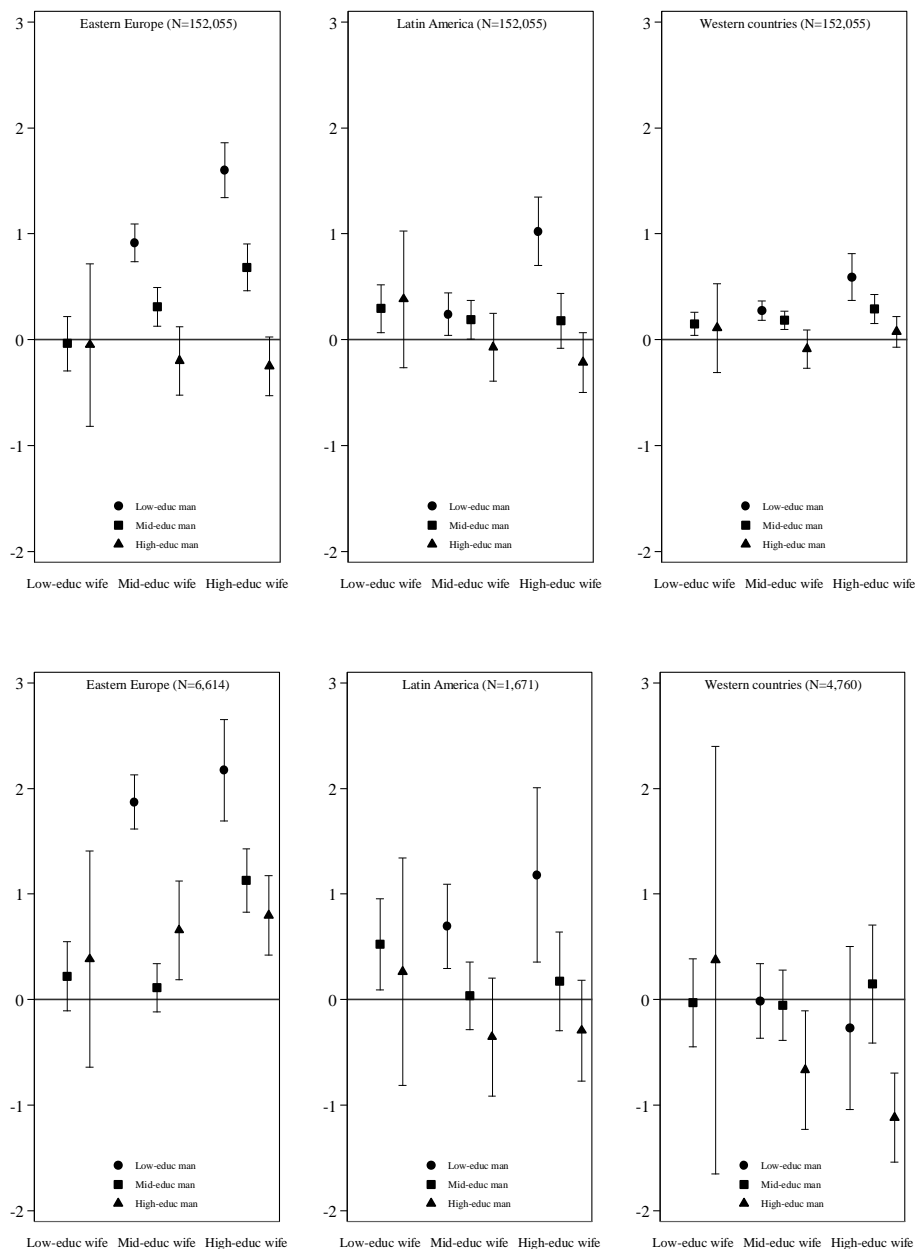 Eastern Europe (N=152,055)
3
2
1
0
-1
-2
Low-educ man
Mid-educ man
High-educ man
Low-educ wife Mid-educ wife High-educ wife
Latin America (N=152,055)
3
2
1
0
-1
-2
Low-educ man
Mid-educ man
High-educ man
Low-educ wife Mid-educ wife High-educ wife
Western countries (N=152,055)
3
2
1
0
-1
-2
Low-educ man
Mid-educ man
High-educ man
Low-educ wife Mid-educ wife High-educ wife
Eastern Europe (N=6,614)
3
2
1
0
-1
-2
Low-educ man
Mid-educ man
High-educ man
Low-educ wife Mid-educ wife High-educ wife
Latin America (N=1,671)
3
2
1
0
-1
-2
Low-educ man
Mid-educ man
High-educ man
Low-educ wife Mid-educ wife High-educ wife
Western countries (N=4,760)
3
2
1
0
-1
-2
Low-educ man
Mid-educ man
High-educ man
Low-educ wife Mid-educ wife High-educ wife